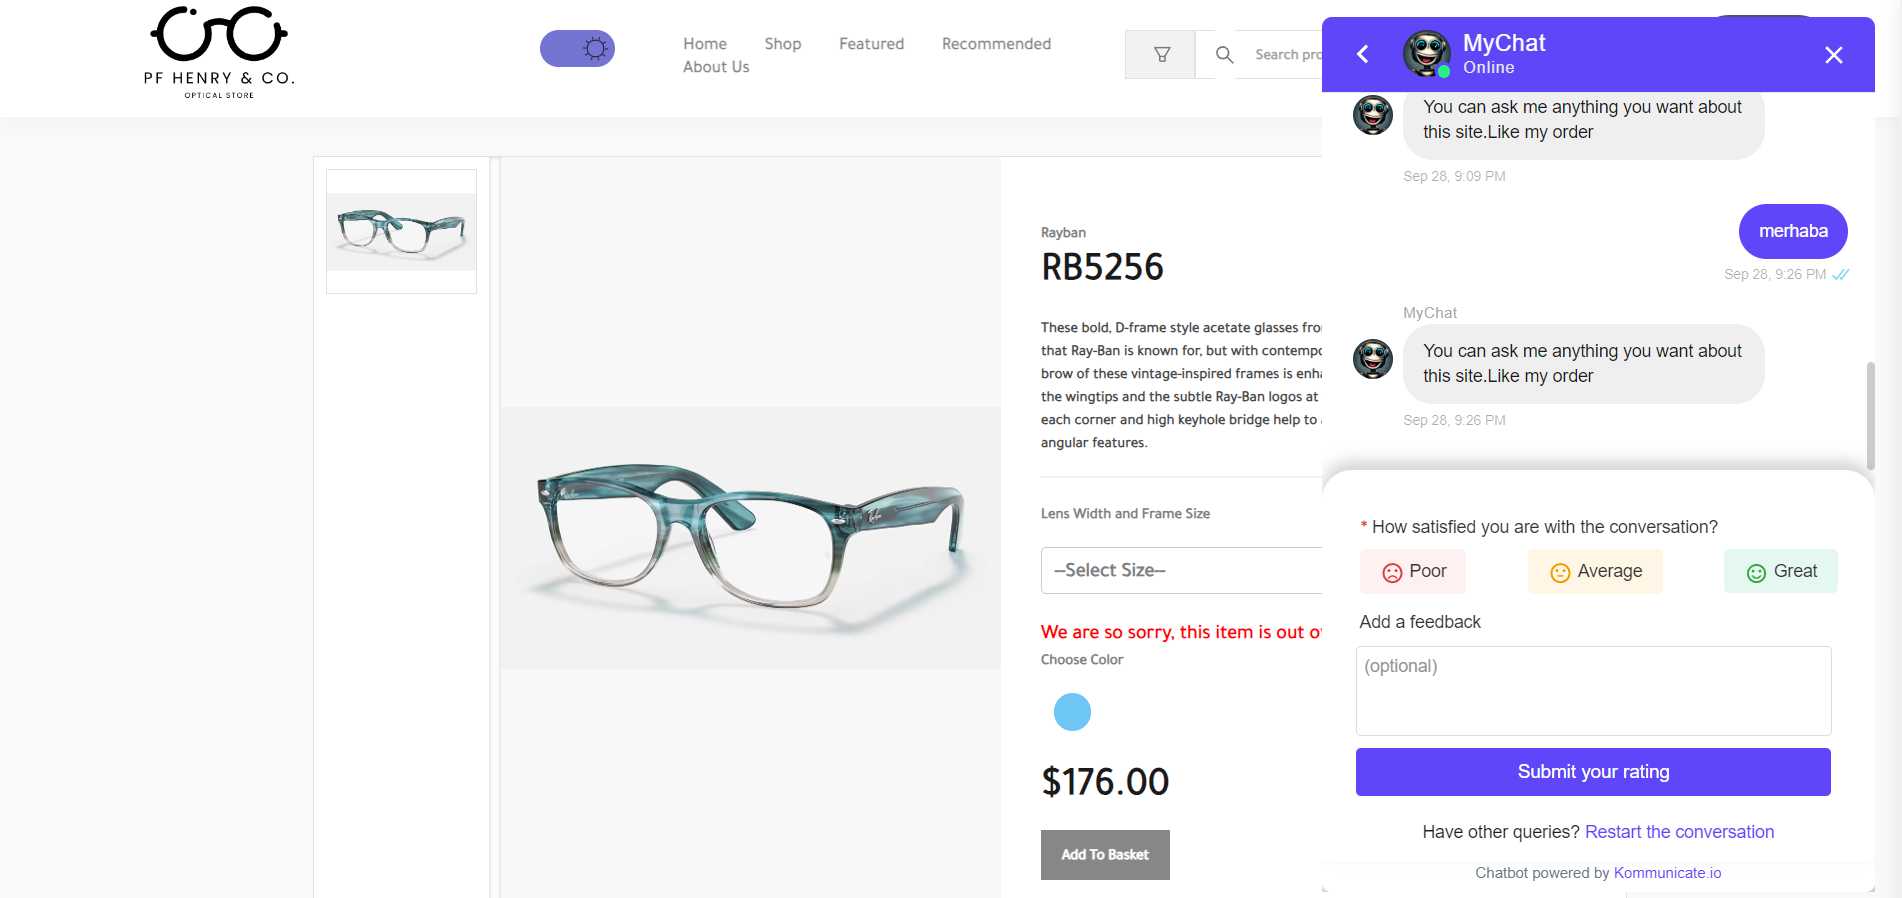 PF HENRY & CO.
OPTICAL STORE
Home
Shop
Featured
Recommended
About Us
Search
Rayban
RB5256
These bold, D-frame style acetate glasses
that Ray-Ban is known for, but with
brow of these vintage-inspired frames is
the wingtips and the subtle Ray-Ban logos at
each corner and high keyhole bridge help to
angular features.
Lens Width and Frame Size
--Select Size--
We are so sorry, this item is out
Choose Color
$176.00
Add To Basket
MyChat
Online
You can ask me anything you want about
this site.Like my order
Sep 28, 9:09 PM
merhaba
Sep 28, 9:26 PM
MyChat
You can ask me anything you want about
this site.Like my order
Sep 28, 9:26 PM
* How satisfied you are with the conversation?
Poor
Average
Great
Add a feedback
(optional)
Submit your rating
Have other queries? Restart the conversation
Chatbot powered by Kommunicate.io